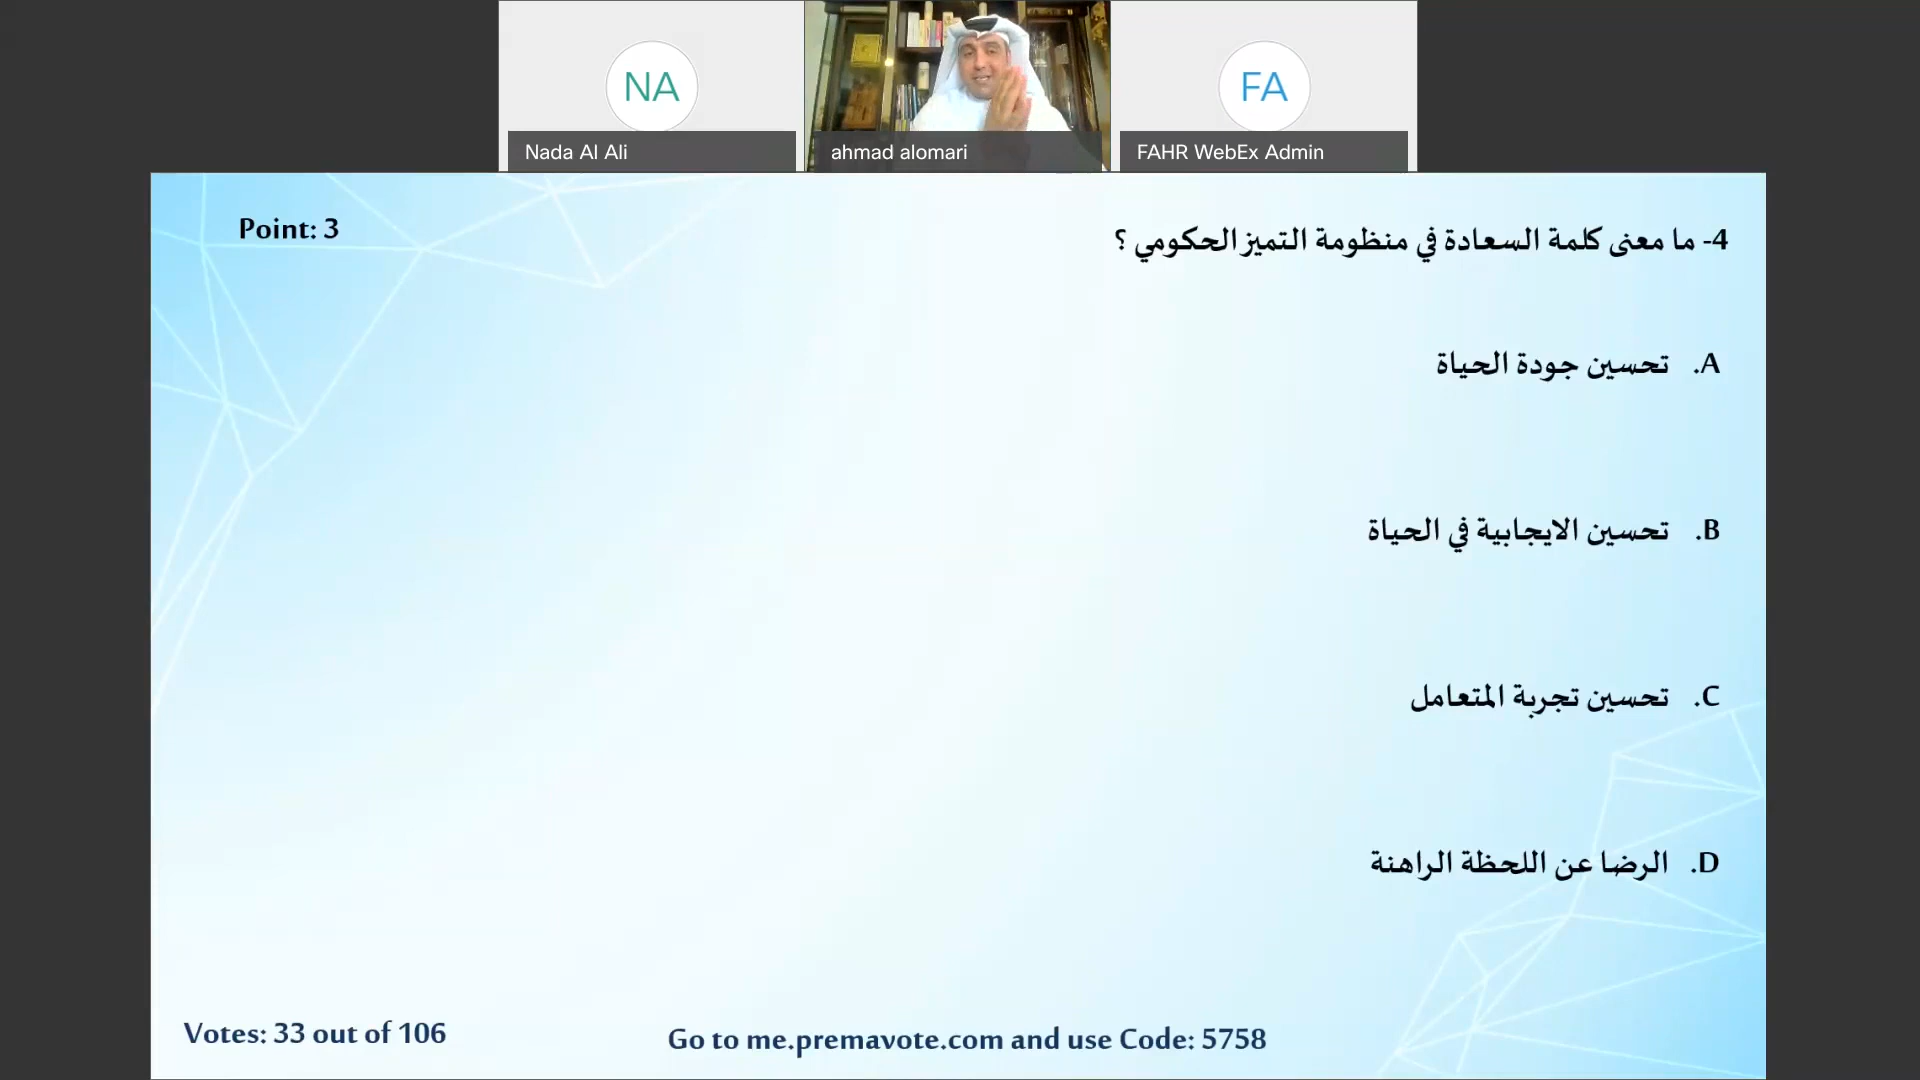 NA
Nada Al Ali
ahmad alomari
FA
FAHR WebEx Admin
Point: 3
4- ما معنى كلمة السعادة في منظومة التميز الحكومي ؟
A. تحسين جودة الحياة
B. تحسين الايجابية في الحياة
C. تحسين تجربة المتعامل
D. الرضا عن اللحظة الراهنة
Votes: 33 out of 106
Go to me.premavote.com and use Code: 5758